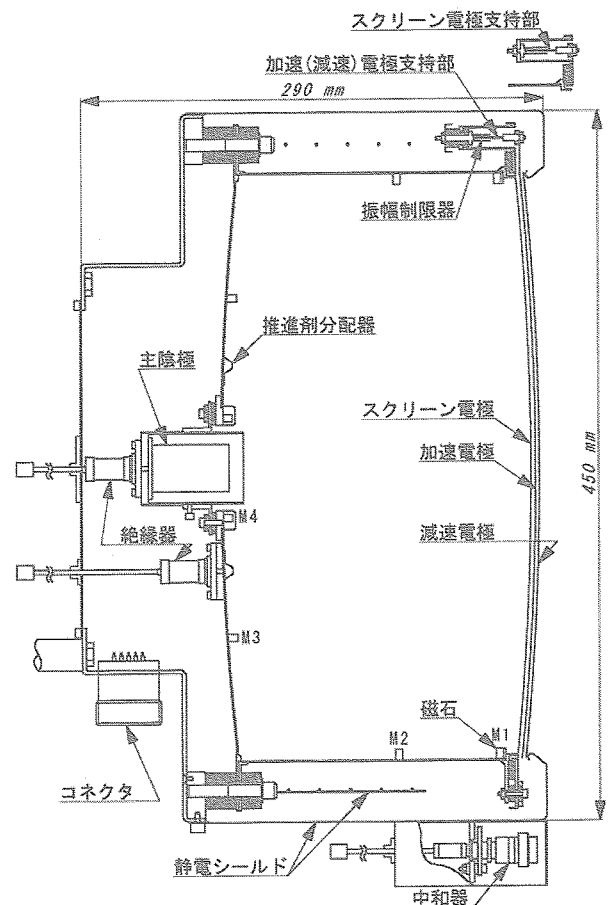 スクリーン電極支持部
加速(減速)電極支持部
290 mm
振幅制限器
推進剤分配器
主陰極
スクリーン電極
加速電極
450 mm
M4
絶縁器
減速電極
M3
磁石
M2
M1
コネクタ
静電シールド
中和器